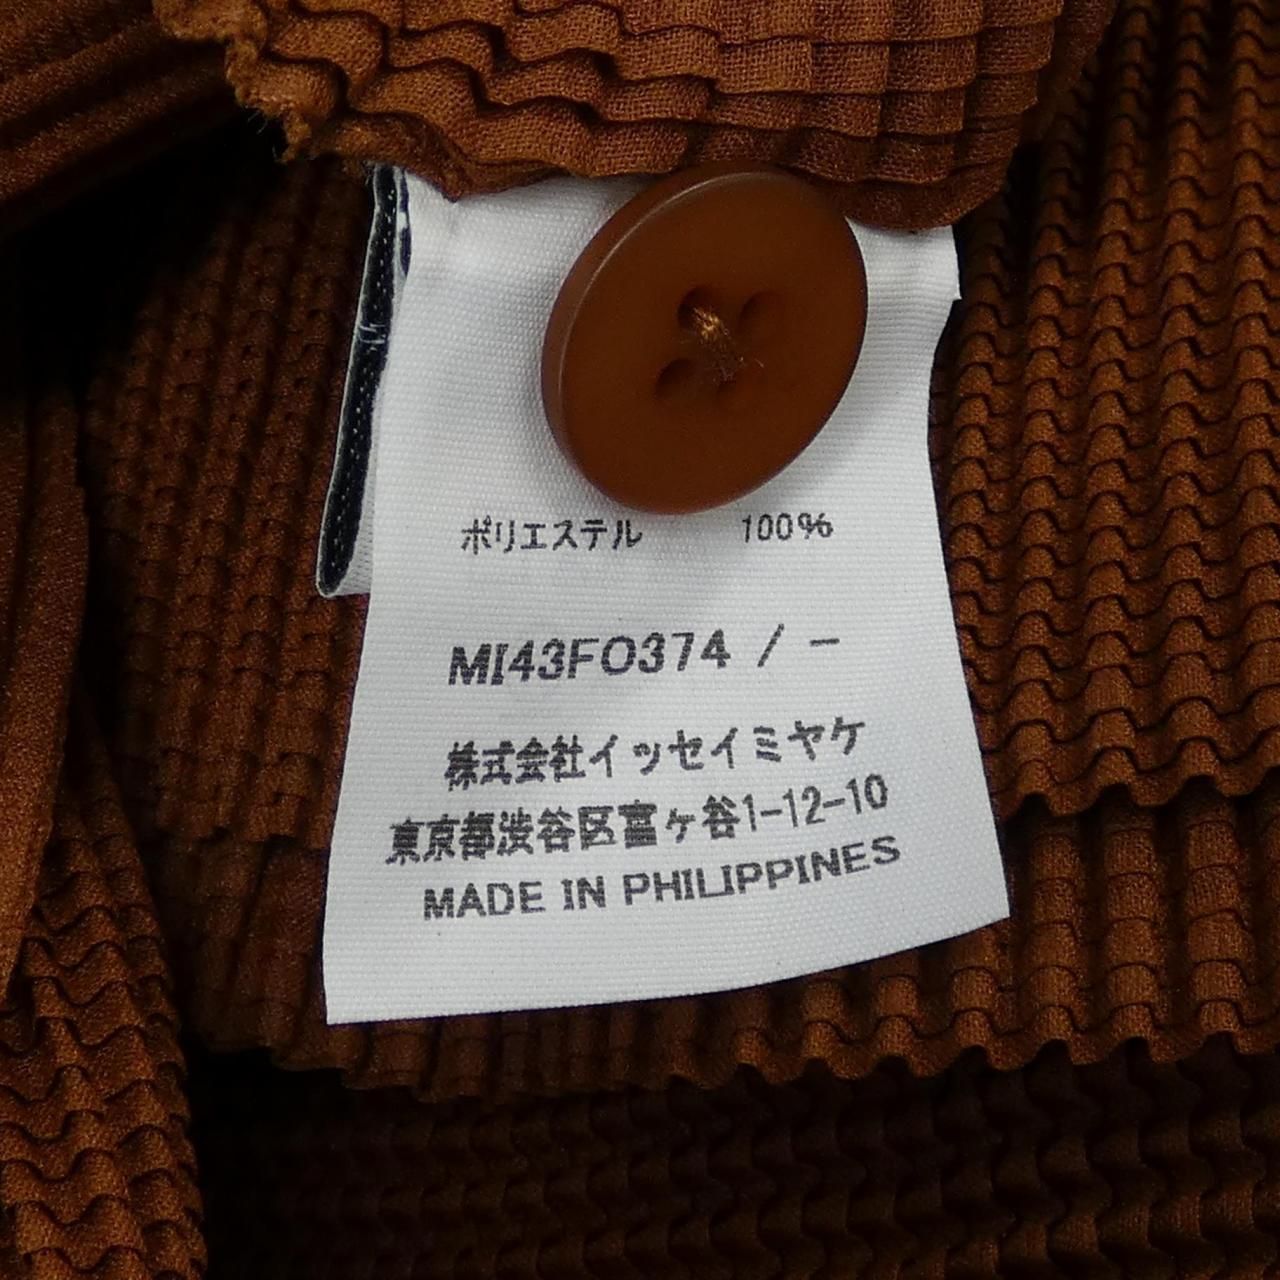 ポリエステル 100%
MI43FO374 / -
株式会社イッセイミヤケ
東京都渋谷区富ヶ谷1-12-10
MADE IN PHILIPPINES